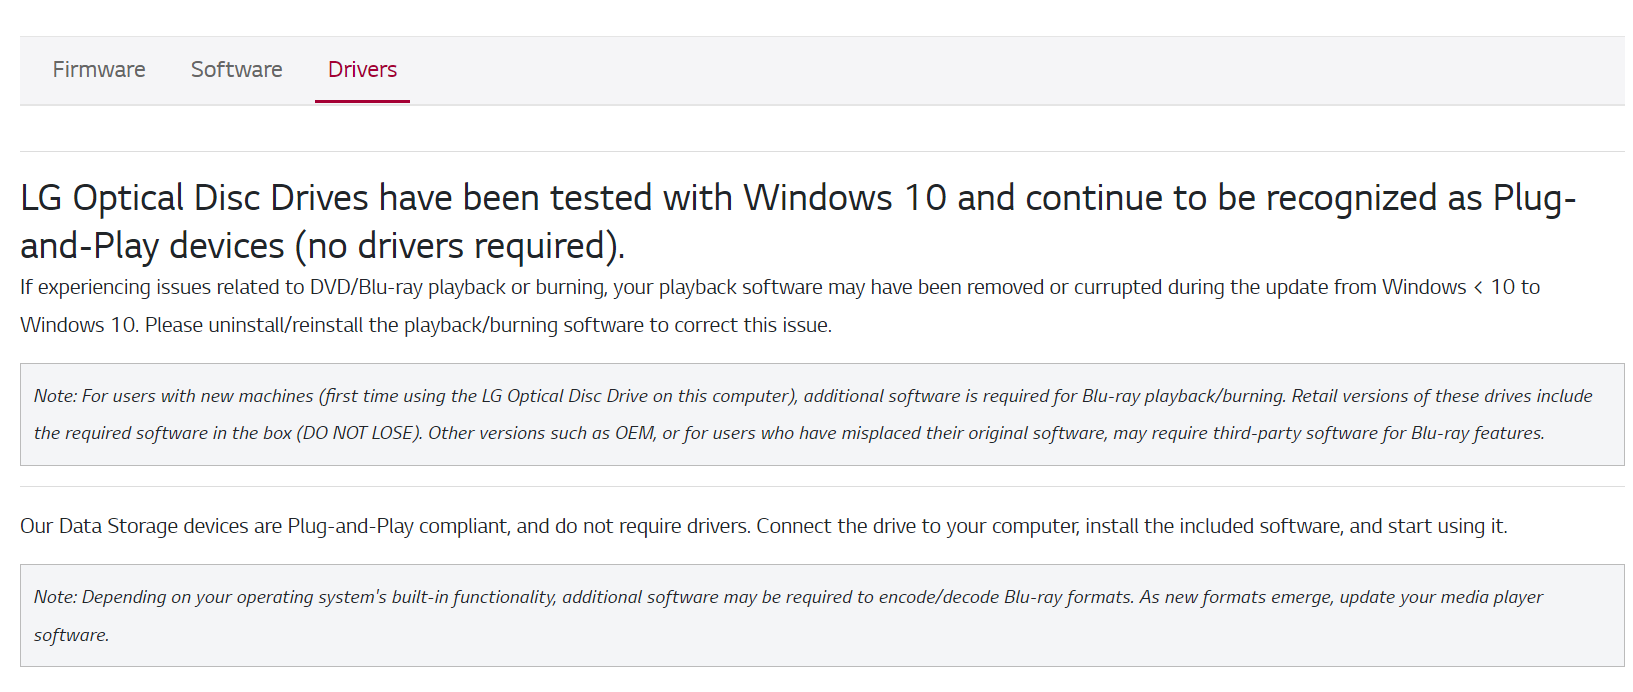 Firmware Software Drivers
LG Optical Disc Drives have been tested with Windows 10 and continue to be recognized as Plug-
and-Play devices (no drivers required).
If experiencing issues related to DVD/Blu-ray playback or burning, your playback software may have been removed or currupted during the update from Windows < 10 to
Windows 10. Please uninstall/reinstall the playback/burning software to correct this issue.
Note: For users with new machines (first time using the LG Optical Disc Drive on this computer), additional software is required for Blu-ray playback/burning. Retail versions of these drives include
the required software in the box (DO NOT LOSE). Other versions such as OEM, or for users who have misplaced their original software, may require third-party software for Blu-ray features.
Our Data Storage devices are Plug-and-Play compliant, and do not require drivers. Connect the drive to your computer, install the included software, and start using it.
Note: Depending on your operating system's built-in functionality, additional software may be required to encode/decode Blu-ray formats. As new formats emerge, update your media player
software.